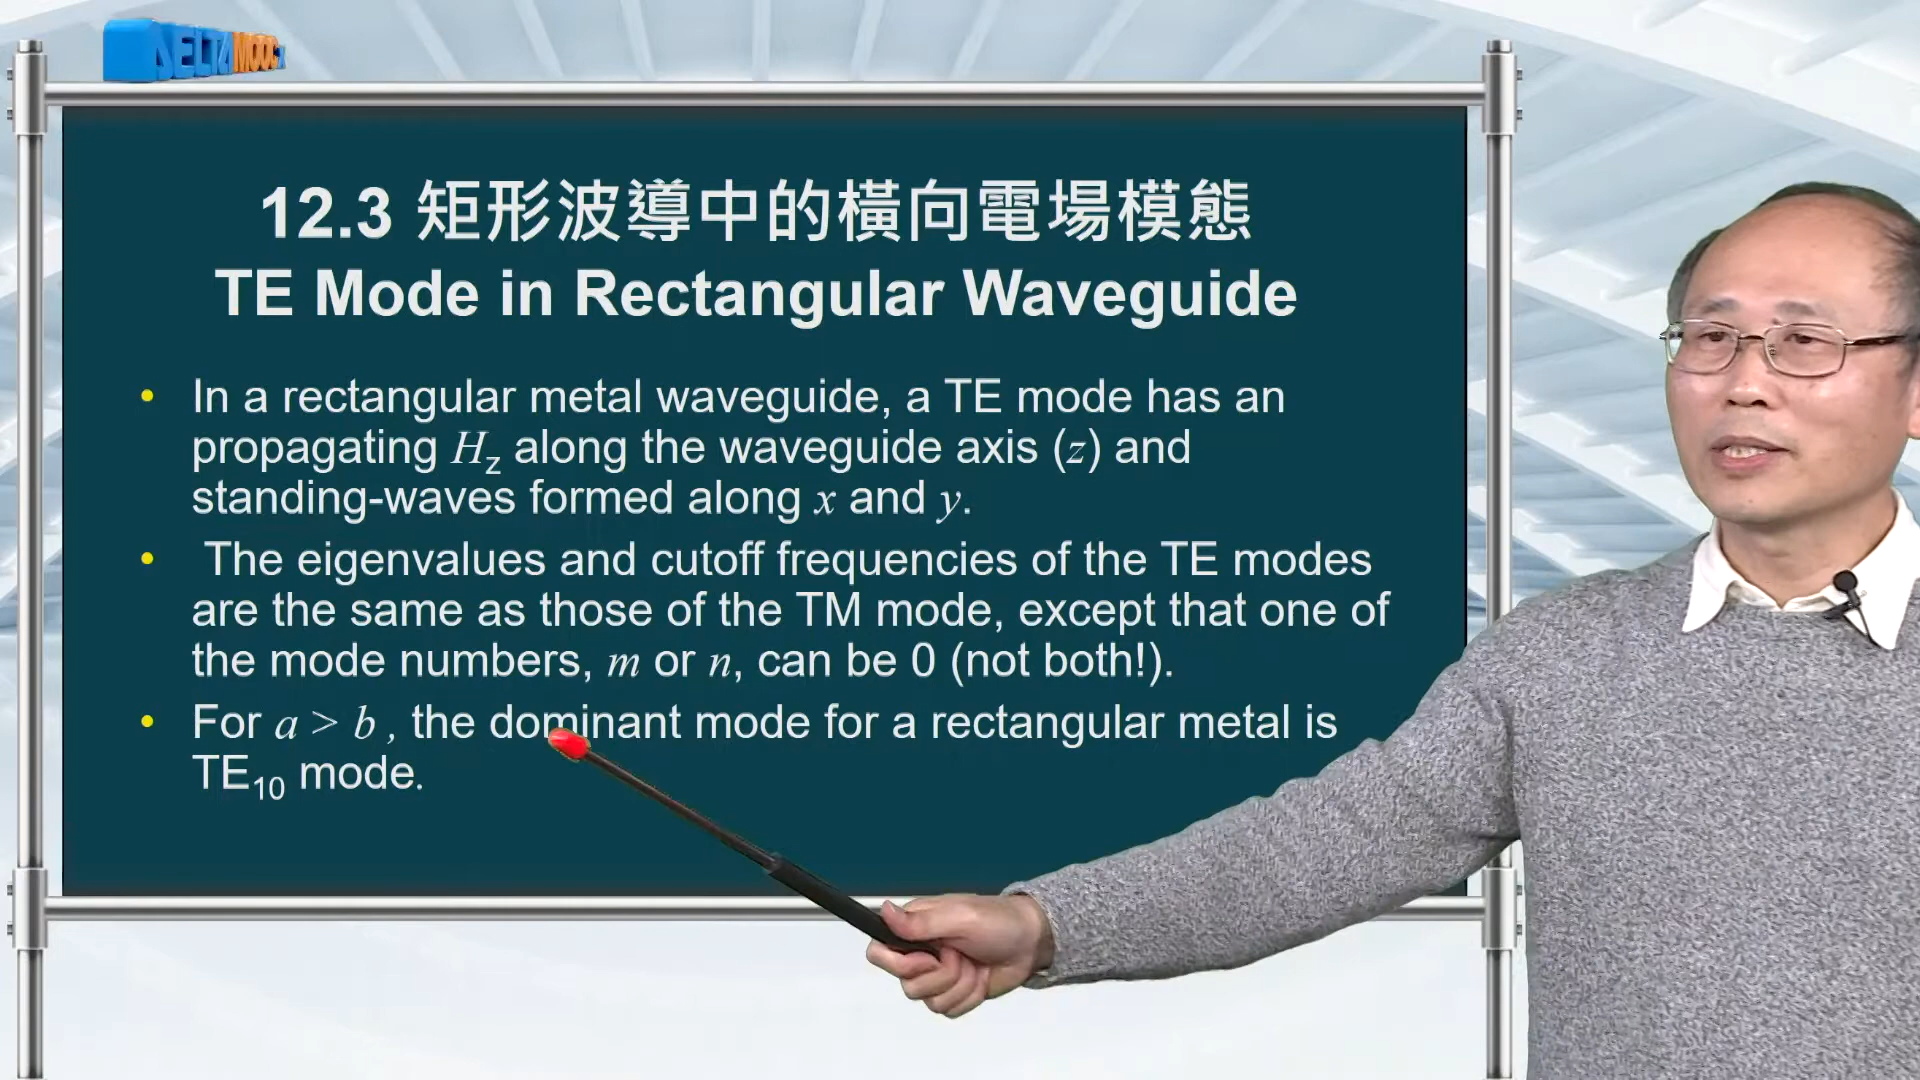 DELTA MOOCx
12.3 矩形波導中的橫向電場模態
TE Mode in Rectangular Waveguide
• In a rectangular metal waveguide, a TE mode has an
propagating Hz along the waveguide axis (z) and
standing-waves formed along x and y.
• The eigenvalues and cutoff frequencies of the TE modes
are the same as those of the TM mode, except that one of
the mode numbers, m or n, can be 0 (not both!).
• For a > b , the dominant mode for a rectangular metal is
TE10 mode.